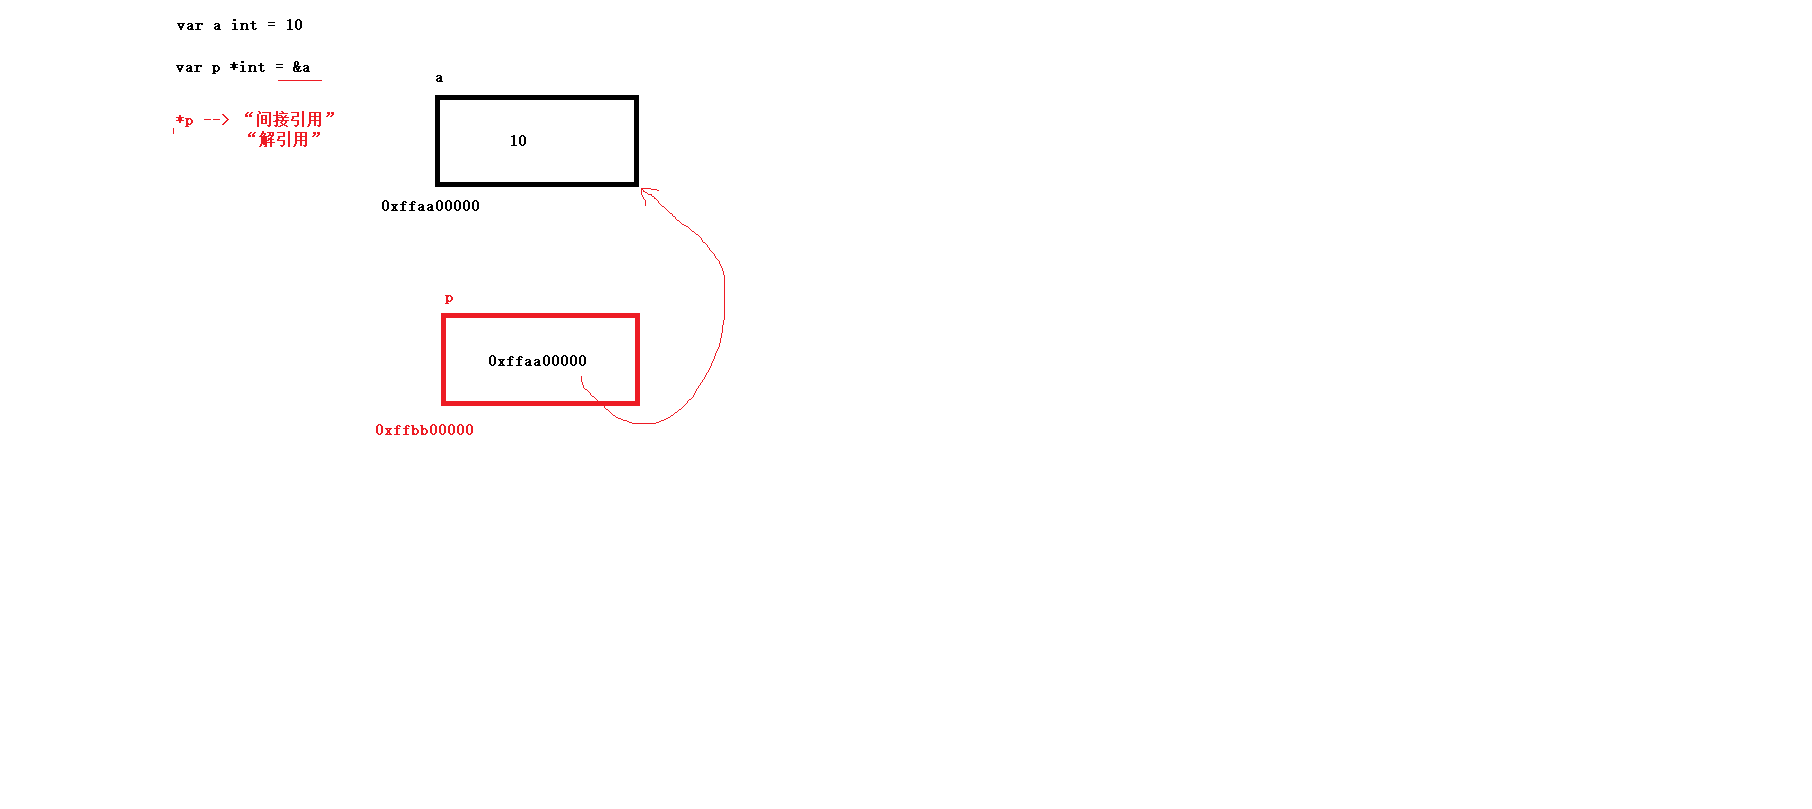 var a int = 10
var p *int = &a
*p --> “间接引用”
“解引用”
a
10
0xffaa00000
p
0xffaa00000
0xffbb00000